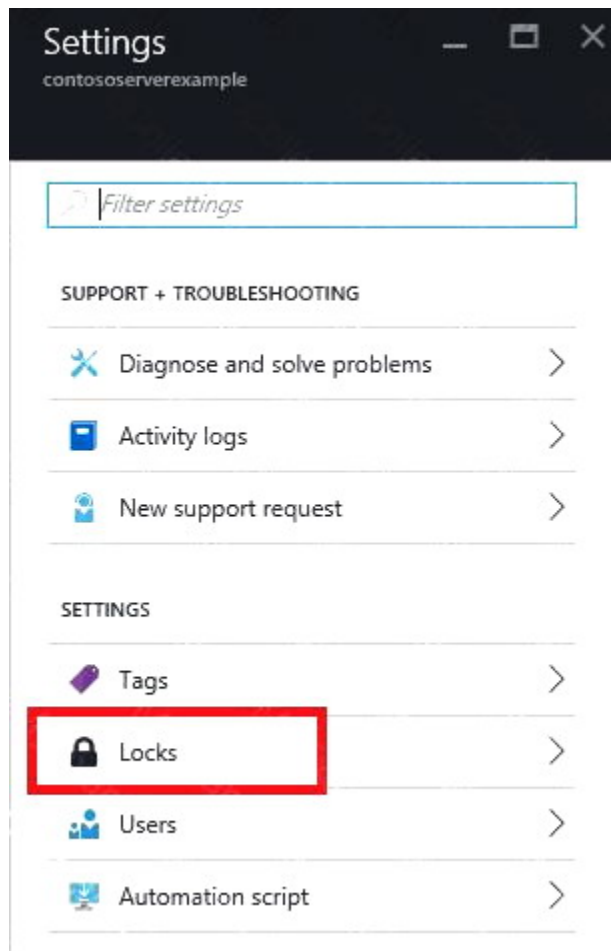 Settings
contososerverexample
Filter settings
SUPPORT + TROUBLESHOOTING
Diagnose and solve problems
Activity logs
New support request
SETTINGS
Tags
Locks
Users
Automation script